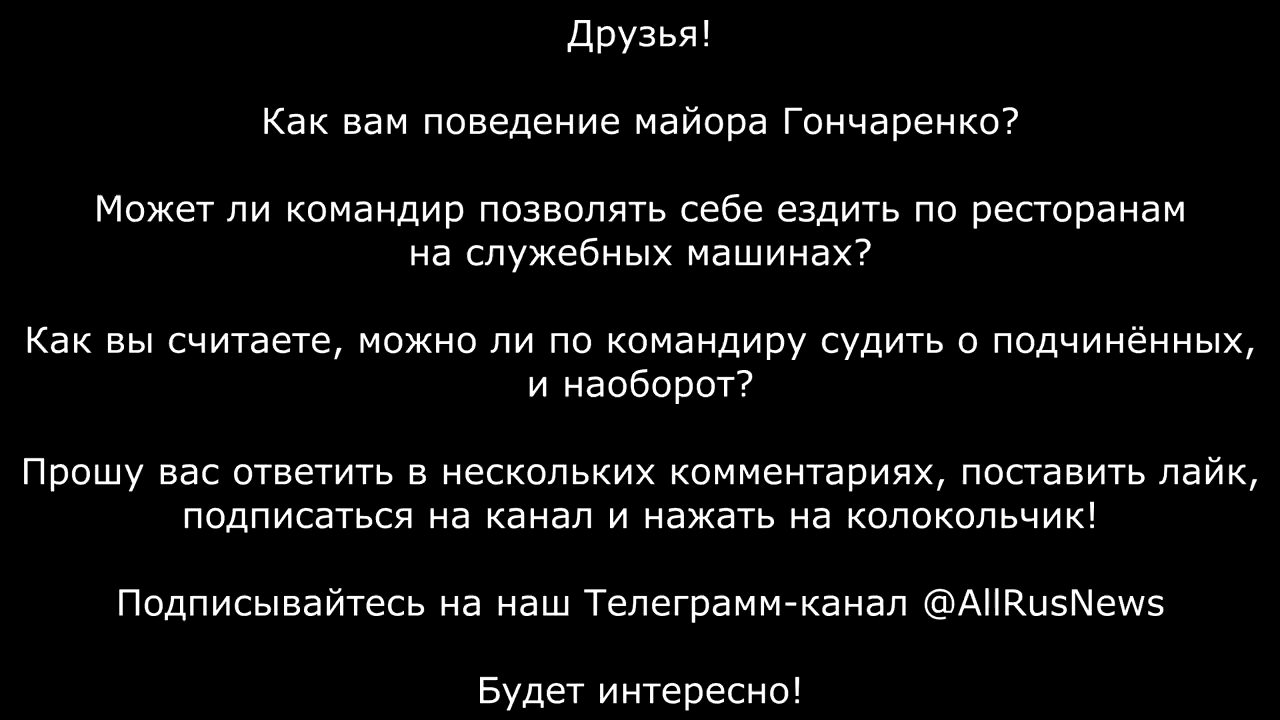 Друзья!
Как вам поведение майора Гончаренко?
Может ли командир позволять себе ездить по ресторанам
на служебных машинах?
Как вы считаете, можно ли по командиру судить о подчинённых,
и наоборот?
Прошу вас ответить в нескольких комментариях, поставить лайк,
подписаться на канал и нажать на колокольчик!
Подписывайтесь на наш Телеграмм-канал @AllRusNews
Будет интересно!